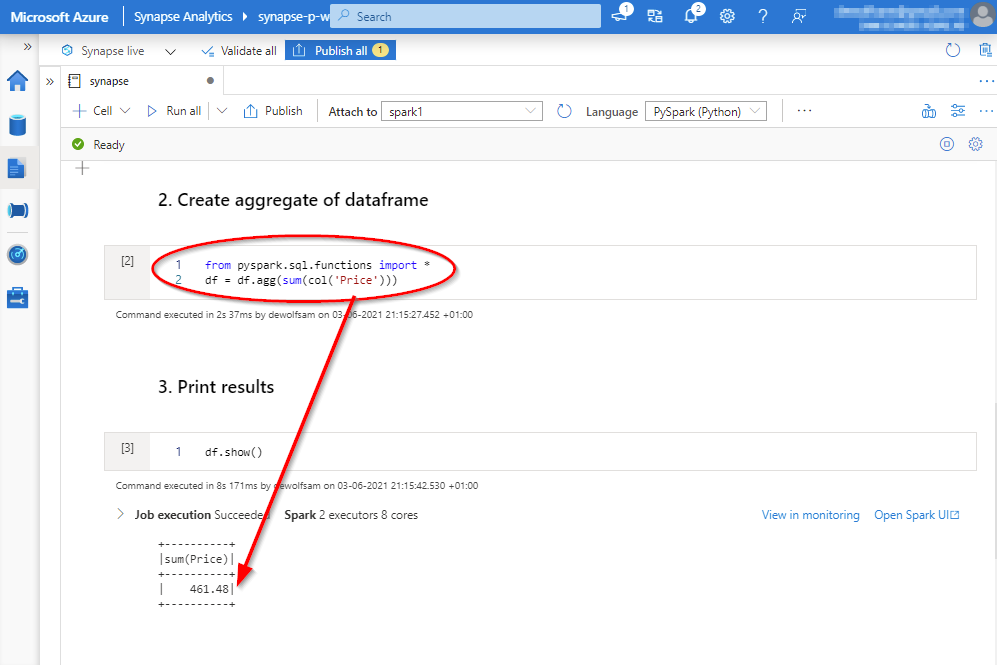 Microsoft Azure Synapse Analytics synapse-p-w Search 1 2
Synapse live Validate all Publish all 1
synapse
Cell Run all Publish Attach to spark1 Language PySpark (Python)
Ready
2. Create aggregate of dataframe
[2]
1 from pyspark.sql.functions import *
2 df = df.agg(sum(col('Price')))
Command executed in 2s 37ms by dewolfsam on 03-06-2021 21:15:27.452 +01:00
3. Print results
[3]
1 df.show()
Command executed in 8s 171ms by dewolfsam on 03-06-2021 21:15:42.530 +01:00
Job execution Succeeded Spark 2 executors 8 cores View in monitoring Open Spark UI
+----------+
|sum(Price)|
+----------+
|    461.48|
+----------+